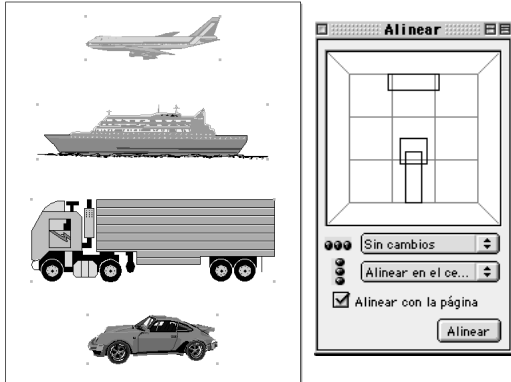 Alinear
Sin cambios
Alinear en el ce...
Alinear con la página
Alinear